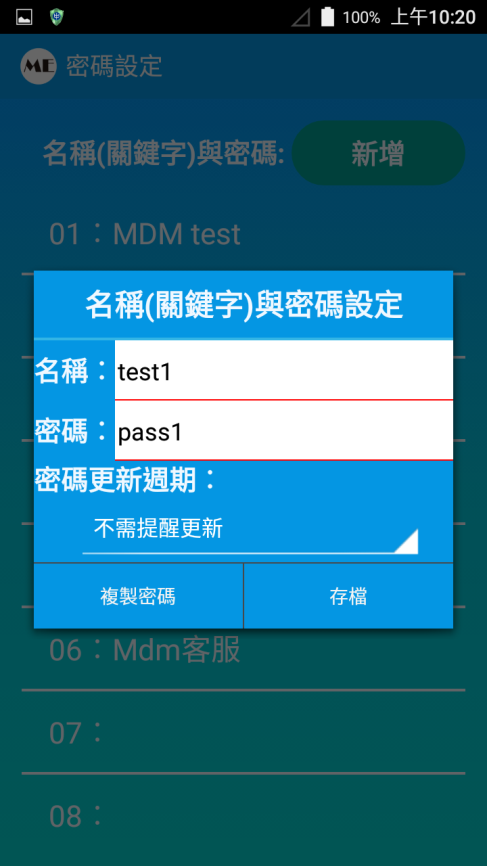 100% 上午10:20
ME 密碼設定
名稱(關鍵字)與密碼: 新增
01：MDM test
名稱(關鍵字)與密碼設定
名稱：test1
密碼：pass1
密碼更新週期：
不需提醒更新
複製密碼 存檔
06：Mdm客服
07：
08：